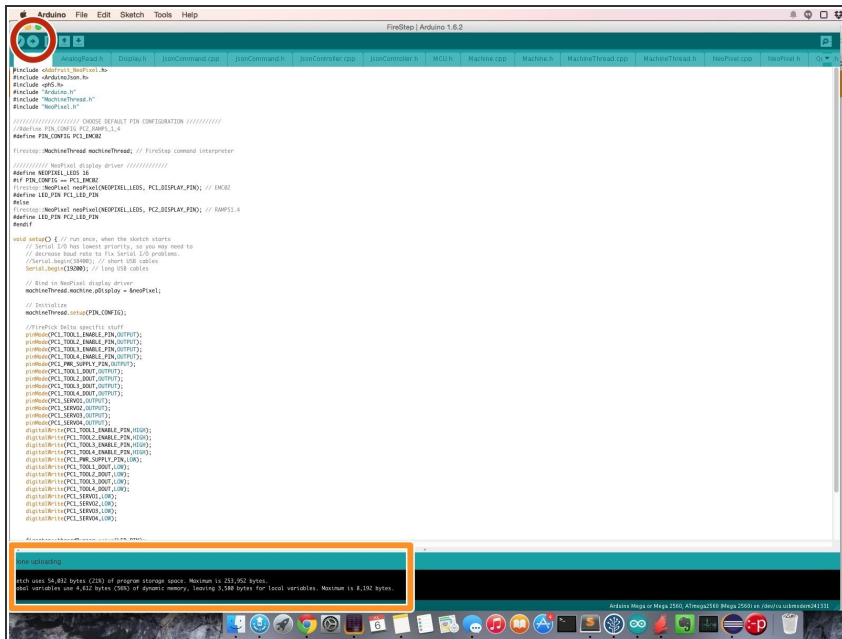 Arduino File Edit Sketch Tools Help
FireStep | Arduino 1.6.2
AnalogRead.h Display.h JsonCommand.cpp JsonCommand.h JsonController.cpp JsonController.h MCU.h Machine.cpp Machine.h MachineThread.cpp MachineThread.h NeoPixel.cpp NeoPixel.h
#include <Adafruit_NeoPixel.h>
#include <ArduinoJson.h>
#include <ph5.h>
#include "Arduino.h"
#include "MachineThread.h"
#include "NeoPixel.h"
///////////////////// CHOOSE DEFAULT PIN CONFIGURATION ///////////
//#define PIN_CONFIG PC2_RAMPS_1_4
#define PIN_CONFIG PC1_EMC02
firestep::MachineThread machineThread; // FireStep command interpreter
/////////// NeoPixel display driver /////////////
#define NEOPIXEL_LEDS 16
#if PIN_CONFIG == PC1_EMC02
firestep::NeoPixel neoPixel(NEOPIXEL_LEDS, PC1_DISPLAY_PIN); // EMC02
#define LED_PIN PC1_LED_PIN
#else
firestep::NeoPixel neoPixel(NEOPIXEL_LEDS, PC2_DISPLAY_PIN); // RAMPS1.4
#define LED_PIN PC2_LED_PIN
#endif
void setup() { // run once, when the sketch starts
// Serial I/O has lowest priority, so you may need to
// decrease baud rate to fix Serial I/O problems.
//Serial.begin(38400); // short USB cables
Serial.begin(19200); // long USB cables
// Bind in NeoPixel display driver
machineThread.machine.pDisplay = &neoPixel;
// Initialize
machineThread.setup(PIN_CONFIG);
//FirePick Delta specific stuff
pinMode(PC1_TOOL1_ENABLE_PIN,OUTPUT);
pinMode(PC1_TOOL2_ENABLE_PIN,OUTPUT);
pinMode(PC1_TOOL3_ENABLE_PIN,OUTPUT);
pinMode(PC1_TOOL4_ENABLE_PIN,OUTPUT);
pinMode(PC1_PWR_SUPPLY_PIN,OUTPUT);
pinMode(PC1_TOOL1_DOUT,OUTPUT);
pinMode(PC1_TOOL2_DOUT,OUTPUT);
pinMode(PC1_TOOL3_DOUT,OUTPUT);
pinMode(PC1_TOOL4_DOUT,OUTPUT);
pinMode(PC1_SERVO1,OUTPUT);
pinMode(PC1_SERVO2,OUTPUT);
pinMode(PC1_SERVO3,OUTPUT);
pinMode(PC1_SERVO4,OUTPUT);
digitalWrite(PC1_TOOL1_ENABLE_PIN,HIGH);
digitalWrite(PC1_TOOL2_ENABLE_PIN,HIGH);
digitalWrite(PC1_TOOL3_ENABLE_PIN,HIGH);
digitalWrite(PC1_TOOL4_ENABLE_PIN,HIGH);
digitalWrite(PC1_PWR_SUPPLY_PIN,LOW);
digitalWrite(PC1_TOOL1_DOUT,LOW);
digitalWrite(PC1_TOOL2_DOUT,LOW);
digitalWrite(PC1_TOOL3_DOUT,LOW);
digitalWrite(PC1_TOOL4_DOUT,LOW);
digitalWrite(PC1_SERVO1,LOW);
digitalWrite(PC1_SERVO2,LOW);
digitalWrite(PC1_SERVO3,LOW);
digitalWrite(PC1_SERVO4,LOW);
one uploading
etch uses 54,032 bytes (21%) of program storage space. Maximum is 253,952 bytes.
obal variables use 4,612 bytes (56%) of dynamic memory, leaving 3,580 bytes for local variables. Maximum is 8,192 bytes.
Arduino Mega or Mega 2560, ATmega2560 (Mega 2560) en /dev/cu.usbmodem241331
6